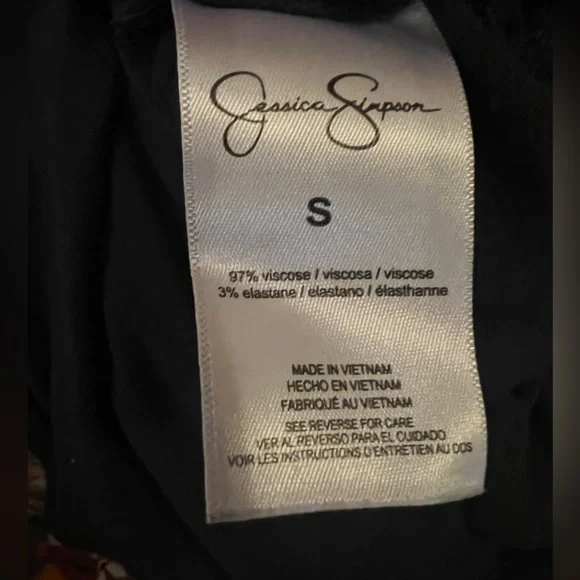 Jessica Simpson
S
97% viscose / viscosa / viscose
3% elastane / elastano / élasthanne
MADE IN VIETNAM
HECHO EN VIETNAM
FABRIQUÉ AU VIETNAM
SEE REVERSE FOR CARE
VER AL REVERSO PARA EL CUIDADO
VOIR LES INSTRUCTIONS D'ENTRETIEN AU DOS